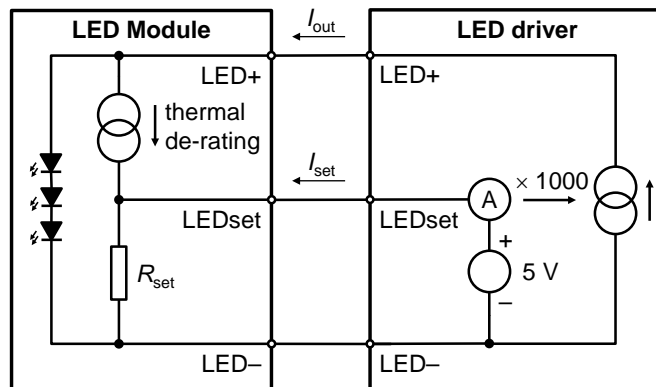 LED Module
I_out
LED driver
LED+
LED+
thermal
de-rating
I_set
× 1000
A
LEDset
LEDset
+
R_set
5 V
–
LED–
LED–